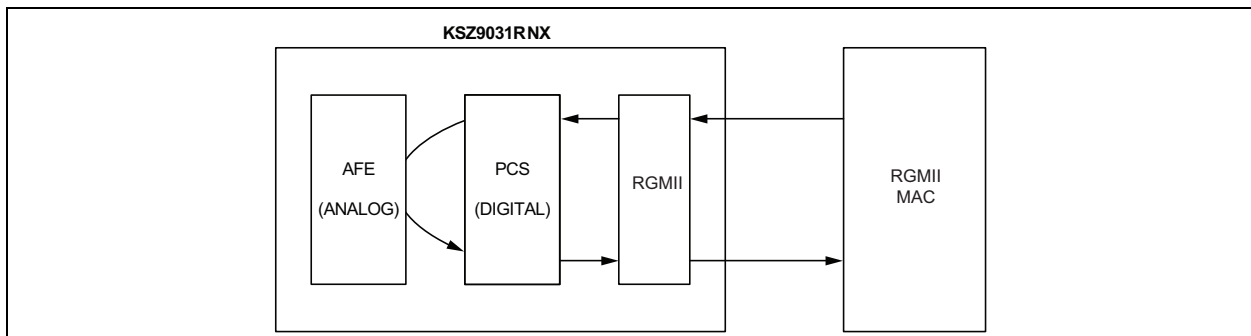 KSZ9031RNX
AFE
(ANALOG)
PCS
(DIGITAL)
RGMII
RGMII
MAC